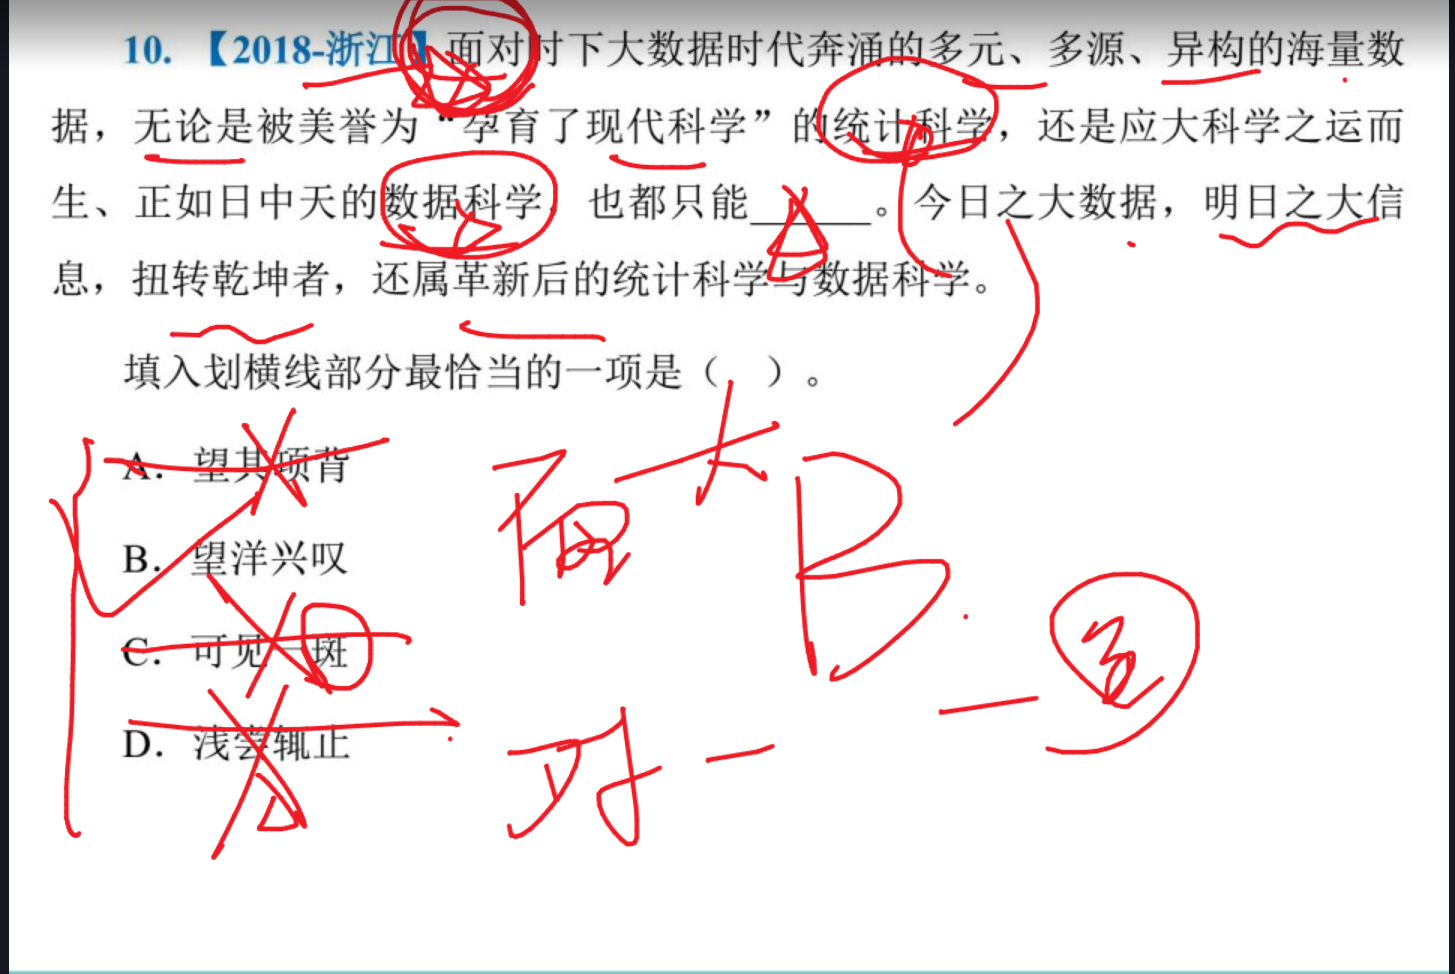 10. 【2018-浙江】面对时下大数据时代奔涌的多元、多源、异构的海量数
据，无论是被美誉为“孕育了现代科学”的统计科学，还是应大科学之运而
生、正如日中天的数据科学，也都只能______。今日之大数据，明日之大信
息，扭转乾坤者，还属革新后的统计科学与数据科学。
填入划横线部分最恰当的一项是（ ）。
A. 望其项背
B. 望洋兴叹
C. 可见一斑
D. 浅尝辄止
B
对一